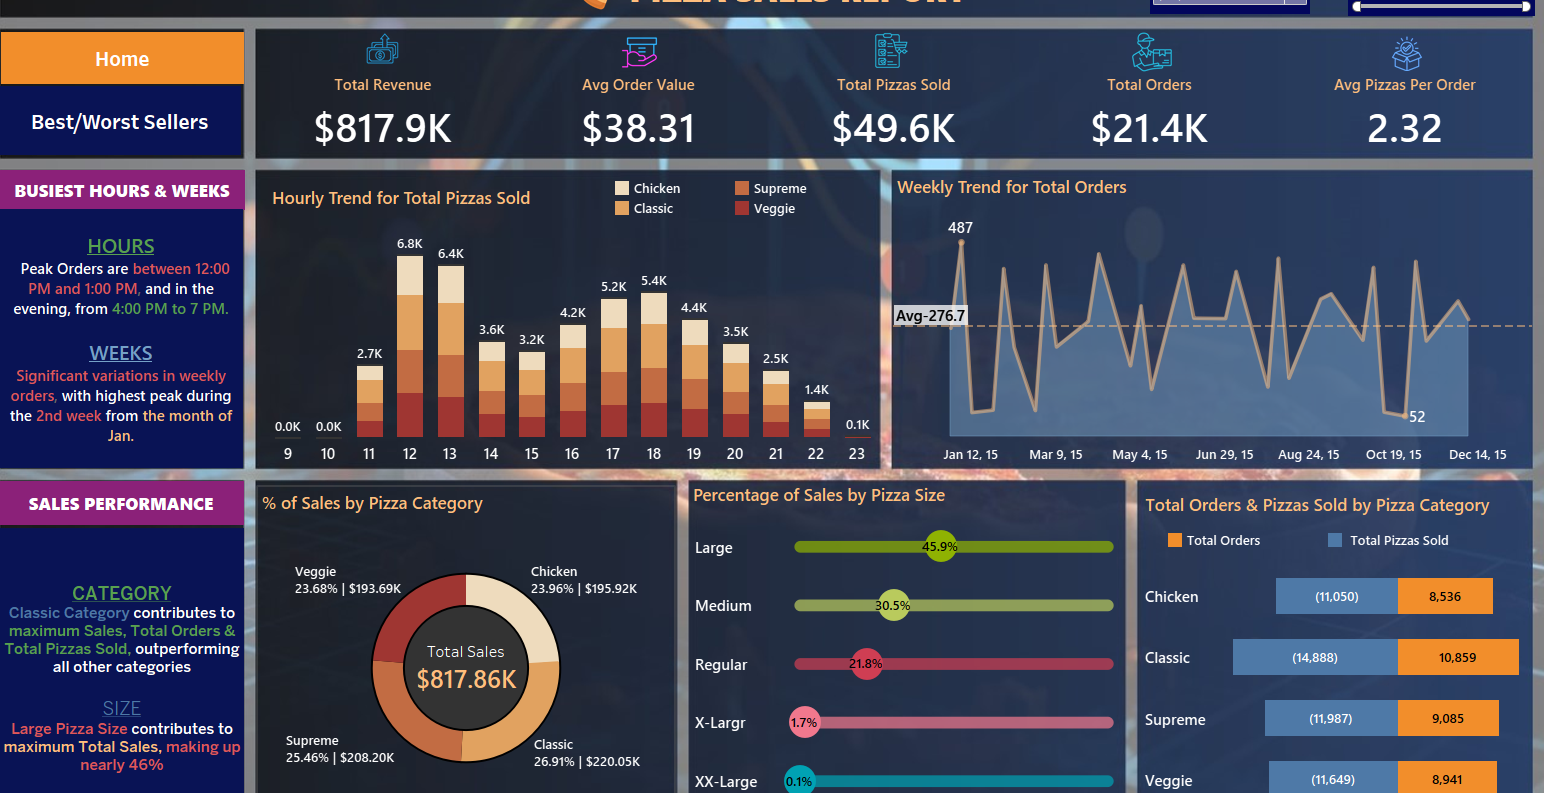 PIZZA SALES REPORT
Home
Best/Worst Sellers
Total Revenue
$817.9K
Avg Order Value
$38.31
Total Pizzas Sold
$49.6K
Total Orders
$21.4K
Avg Pizzas Per Order
2.32
BUSIEST HOURS & WEEKS
HOURS
Peak Orders are between 12:00
PM and 1:00 PM, and in the
evening, from 4:00 PM to 7 PM.
WEEKS
Significant variations in weekly
orders, with highest peak during
the 2nd week from the month of
Jan.
Hourly Trend for Total Pizzas Sold
Chicken
Supreme
Classic
Veggie
0.0K
0.0K
2.7K
6.8K
6.4K
3.6K
3.2K
4.2K
5.2K
5.4K
4.4K
3.5K
2.5K
1.4K
0.1K
9 10 11 12 13 14 15 16 17 18 19 20 21 22 23
Weekly Trend for Total Orders
487
Avg-276.7
52
Jan 12, 15 Mar 9, 15 May 4, 15 Jun 29, 15 Aug 24, 15 Oct 19, 15 Dec 14, 15
SALES PERFORMANCE
CATEGORY
Classic Category contributes to
maximum Sales, Total Orders &
Total Pizzas Sold, outperforming
all other categories
SIZE
Large Pizza Size contributes to
maximum Total Sales, making up
nearly 46%
% of Sales by Pizza Category
Veggie
23.68% | $193.69K
Chicken
23.96% | $195.92K
Total Sales
$817.86K
Supreme
25.46% | $208.20K
Classic
26.91% | $220.05K
Percentage of Sales by Pizza Size
Large 45.9%
Medium 30.5%
Regular 21.8%
X-Largr 1.7%
XX-Large 0.1%
Total Orders & Pizzas Sold by Pizza Category
Total Orders
Total Pizzas Sold
Chicken (11,050) 8,536
Classic (14,888) 10,859
Supreme (11,987) 9,085
Veggie (11,649) 8,941